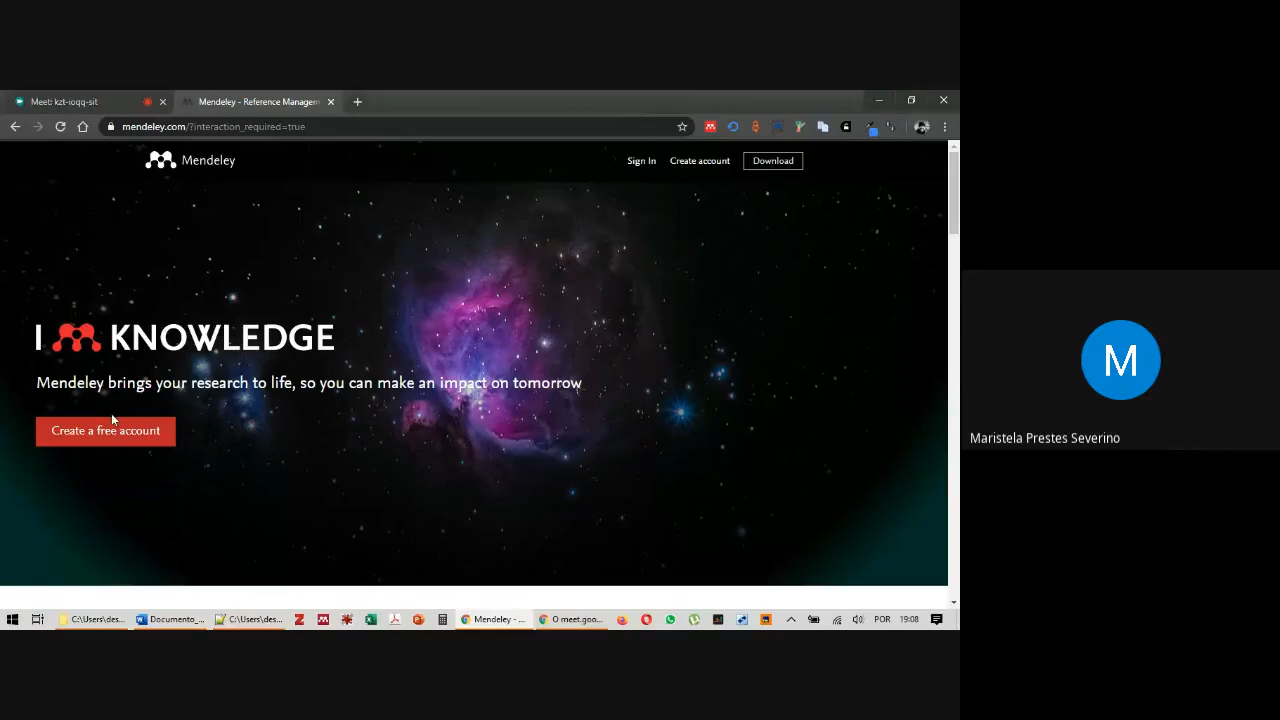 Meet: kzt-ioqq-sit
Mendeley - Reference Managem
mendeley.com/?interaction_required=true
Mendeley
Sign In
Create account
Download
I KNOWLEDGE
Mendeley brings your research to life, so you can make an impact on tomorrow
Create a free account
M
Maristela Prestes Severino
C:\Users\des...
Documento_...
C:\Users\des...
Mendeley - ...
O meet.goo...
POR
19:08